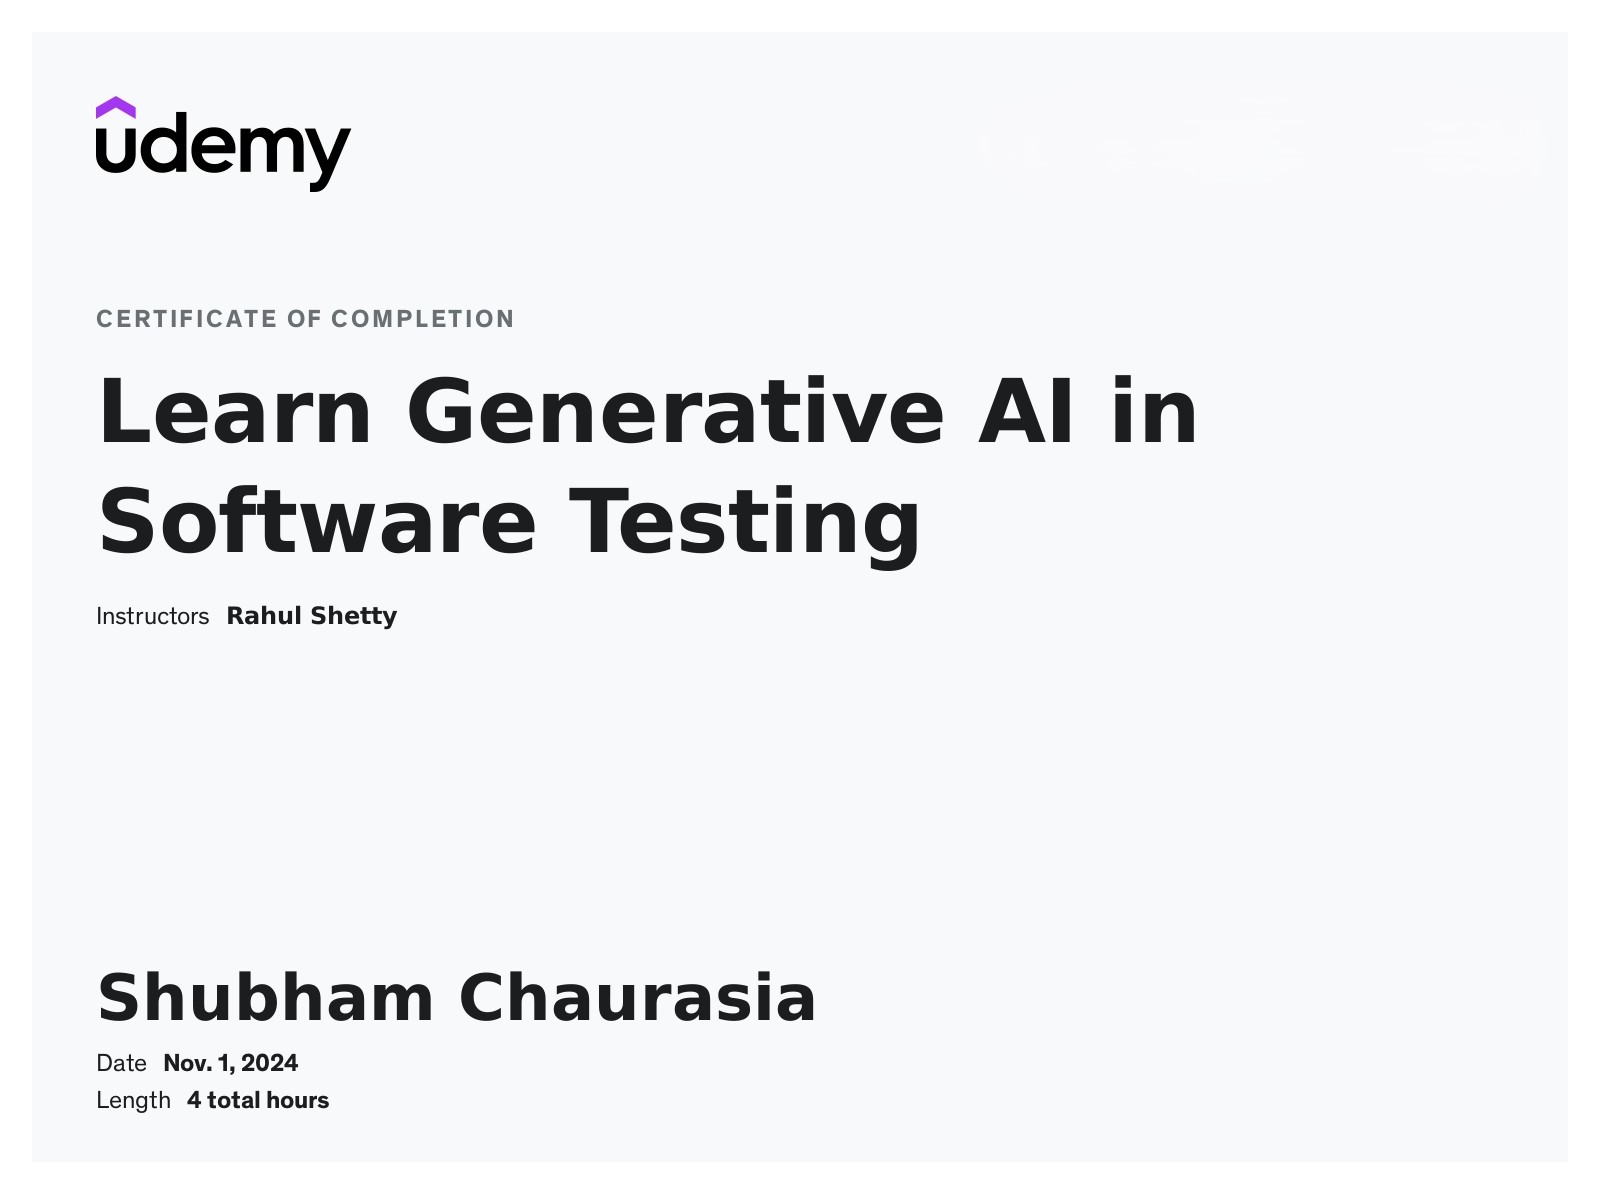 udemy
CERTIFICATE OF COMPLETION
Learn Generative AI in
Software Testing
Instructors Rahul Shetty
Shubham Chaurasia
Date Nov. 1, 2024
Length 4 total hours